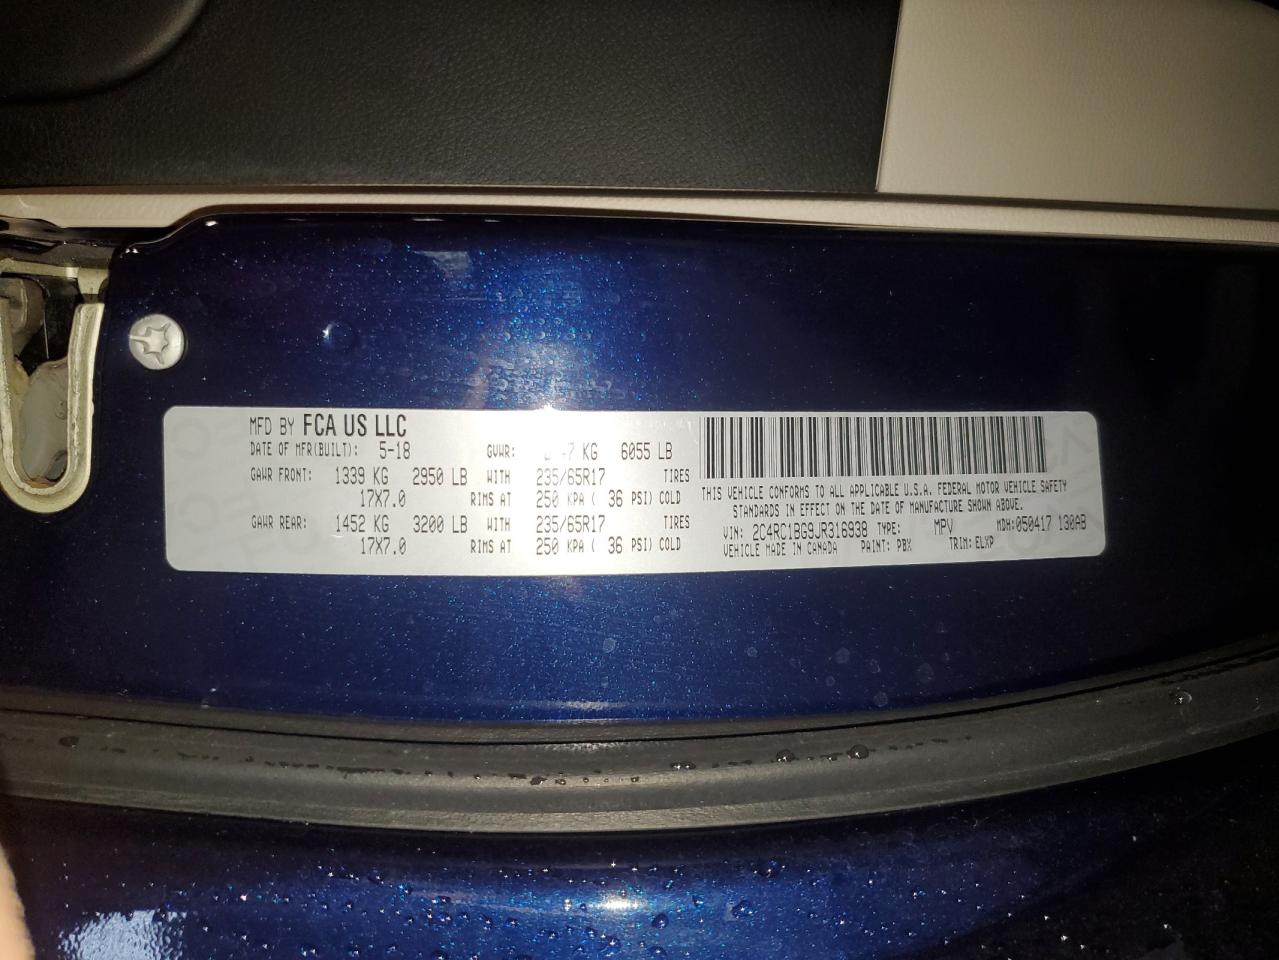 MFD BY FCA US LLC
DATE OF MFR(BUILT): 5-18 GVWR: KG 6055 LB
GAWR FRONT: 1339 KG 2950 LB WITH 235/65R17 TIRES
17X7.0 RIMS AT 250 KPA ( 36 PSI) COLD
GAWR REAR: 1452 KG 3200 LB WITH 235/65R17 TIRES
17X7.0 RIMS AT 250 KPA ( 36 PSI) COLD
THIS VEHICLE CONFORMS TO ALL APPLICABLE U.S.A. FEDERAL MOTOR VEHICLE SAFETY
STANDARDS IN EFFECT ON THE DATE OF MANUFACTURE SHOWN ABOVE.
VIN: 2C4RC1BG9JR316938 TYPE: MPV MDH:050417 130AB
VEHICLE MADE IN CANADA PAINT: PBX TRIM: ELXP